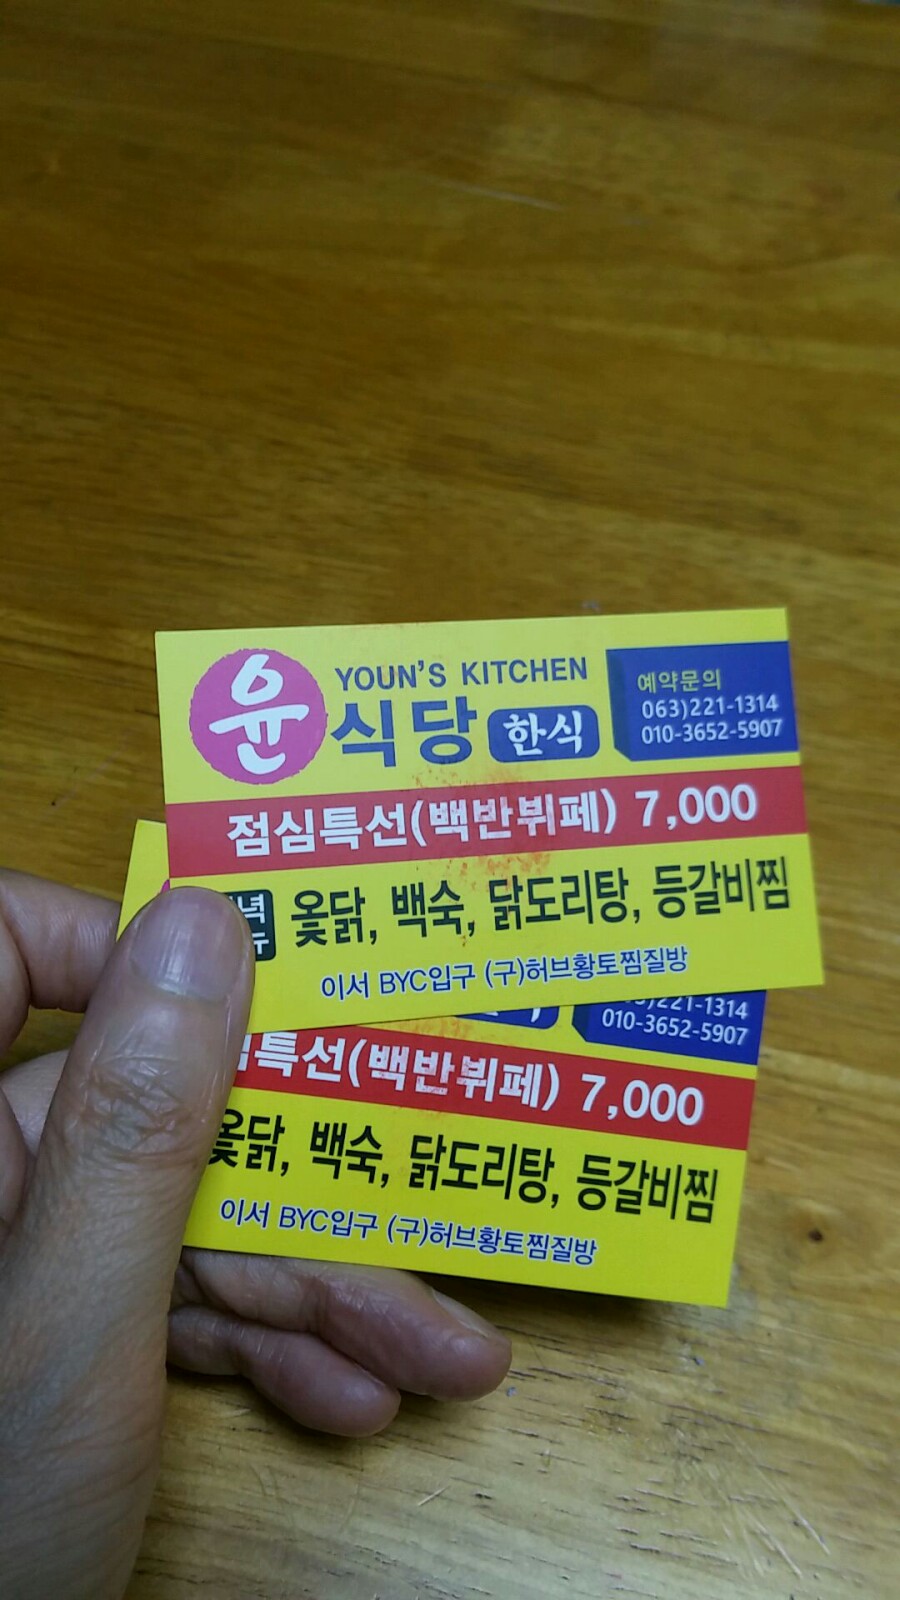 윤
YOUN'S KITCHEN
식당 한식
예약문의
063)221-1314
010-3652-5907
점심특선(백반뷔페) 7,000
옻닭, 백숙, 닭도리탕, 등갈비찜
이서 BYC입구 (구)허브황토찜질방
)221-1314
010-3652-5907
특선(백반뷔페) 7,000
옻닭, 백숙, 닭도리탕, 등갈비찜
이서 BYC입구 (구)허브황토찜질방